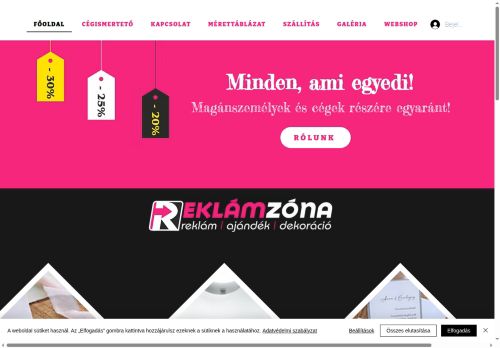 FŐOLDAL CÉGISMERTETŐ KAPCSOLAT MÉRETTÁBLÁZAT SZÁLLÍTÁS GALÉRIA WEBSHOP
- 30%
- 25%
- 20%
Minden, ami egyedi!
Magánszemélyek és cégek részére egyaránt!
RÓLUNK
REKLÁMZÓNA
reklám | ajándék | dekoráció
A weboldal sütiket használ. Az „Elfogadás" gombra kattintva hozzájárulsz ezeknek a sütiknek a használatához. Adatvédelmi szabályzat Beállítások Összes elutasítása Elfogadás ×